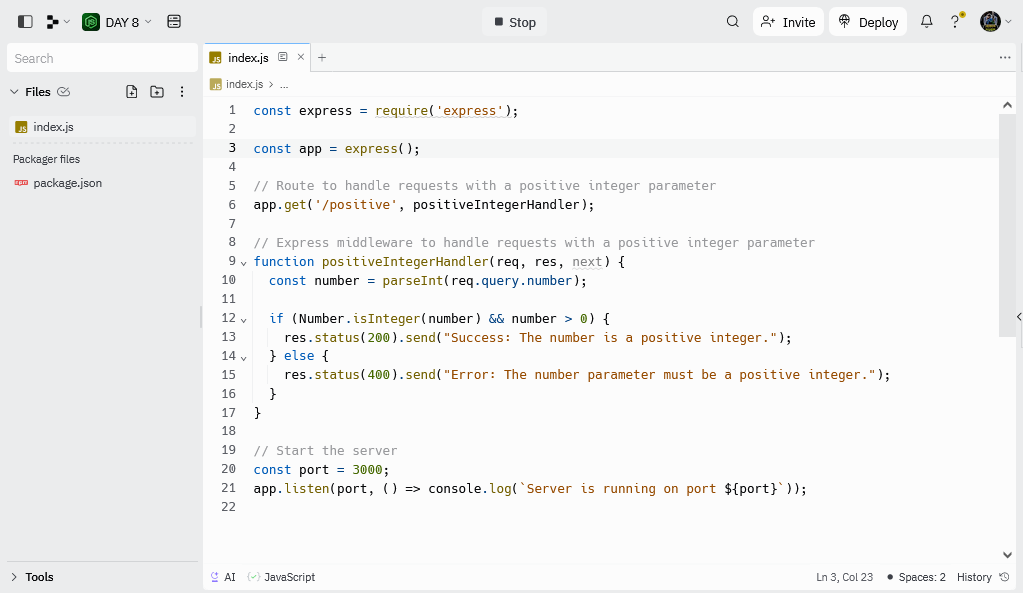 DAY 8
Stop
Invite
Deploy
?
Search
index.js
Files
index.js > ...
index.js
Packager files
package.json
1 const express = require('express');
2
3 const app = express();
4
5 // Route to handle requests with a positive integer parameter
6 app.get('/positive', positiveIntegerHandler);
7
8 // Express middleware to handle requests with a positive integer parameter
9 function positiveIntegerHandler(req, res, next) {
10 const number = parseInt(req.query.number);
11
12 if (Number.isInteger(number) && number > 0) {
13 res.status(200).send("Success: The number is a positive integer.");
14 } else {
15 res.status(400).send("Error: The number parameter must be a positive integer.");
16 }
17 }
18
19 // Start the server
20 const port = 3000;
21 app.listen(port, () => console.log(`Server is running on port ${port}`));
22
Tools
AI
JavaScript
Ln 3, Col 23
Spaces: 2
History